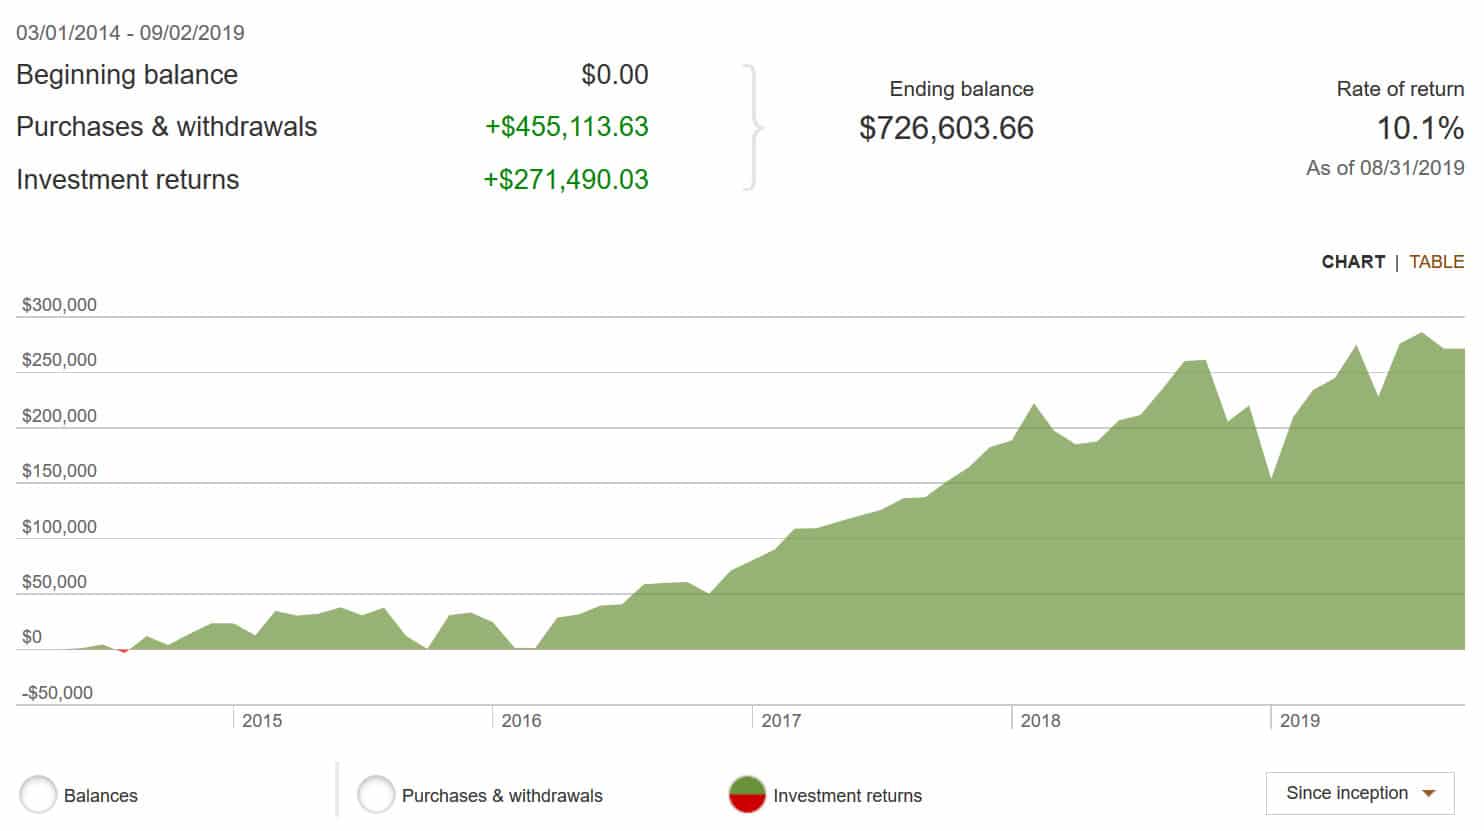 03/01/2014 - 09/02/2019
Beginning balance $0.00
Purchases & withdrawals +$455,113.63
Investment returns +$271,490.03
Ending balance
$726,603.66
Rate of return
10.1%
As of 08/31/2019
CHART | TABLE
$300,000
$250,000
$200,000
$150,000
$100,000
$50,000
$0
-$50,000
2015 2016 2017 2018 2019
Balances Purchases & withdrawals Investment returns Since inception